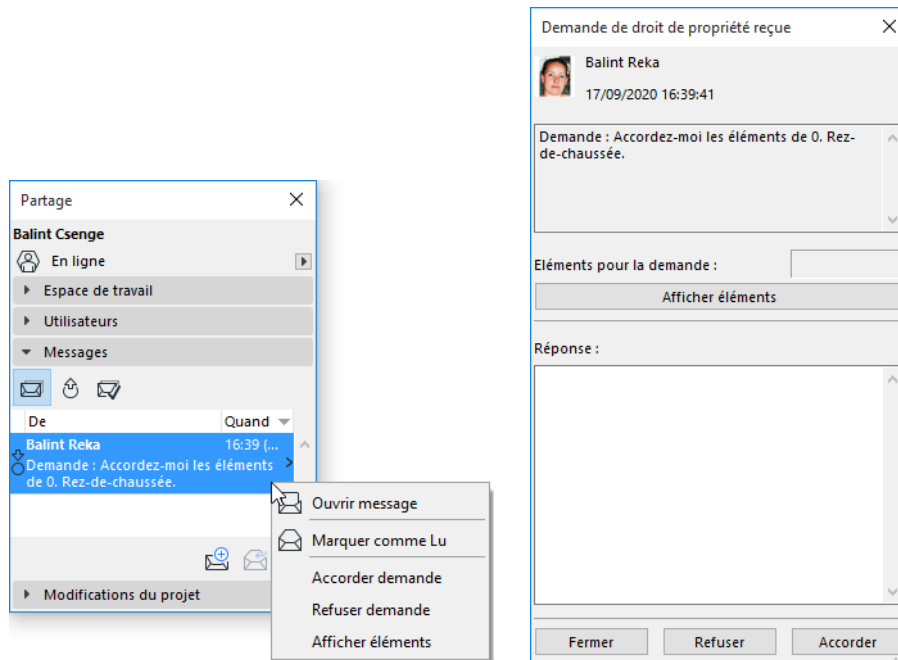 Partage
Balint Csenge
En ligne
Espace de travail
Utilisateurs
Messages
De Quand
Balint Reka 16:39 (...
Demande : Accordez-moi les éléments
de 0. Rez-de-chaussée.
Modifications du projet
Ouvrir message
Marquer comme Lu
Accorder demande
Refuser demande
Afficher éléments
Demande de droit de propriété reçue
Balint Reka
17/09/2020 16:39:41
Demande : Accordez-moi les éléments de 0. Rez-
de-chaussée.
Eléments pour la demande :
Afficher éléments
Réponse :
Fermer Refuser Accorder